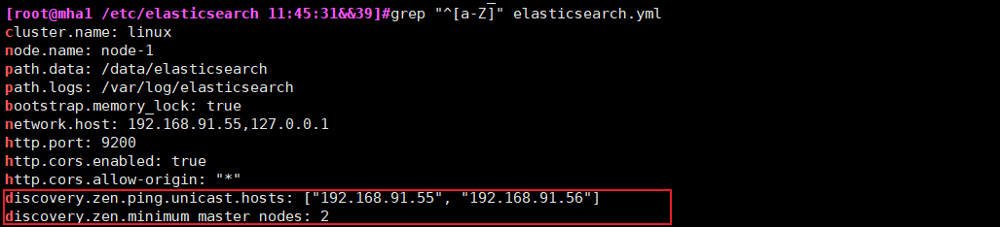 [root@mha1 /etc/elasticsearch 11:45:31&&39]#grep "^[a-Z]" elasticsearch.yml
cluster.name: linux
node.name: node-1
path.data: /data/elasticsearch
path.logs: /var/log/elasticsearch
bootstrap.memory_lock: true
network.host: 192.168.91.55,127.0.0.1
http.port: 9200
http.cors.enabled: true
http.cors.allow-origin: "*"
discovery.zen.ping.unicast.hosts: ["192.168.91.55", "192.168.91.56"]
discovery.zen.minimum_master_nodes: 2